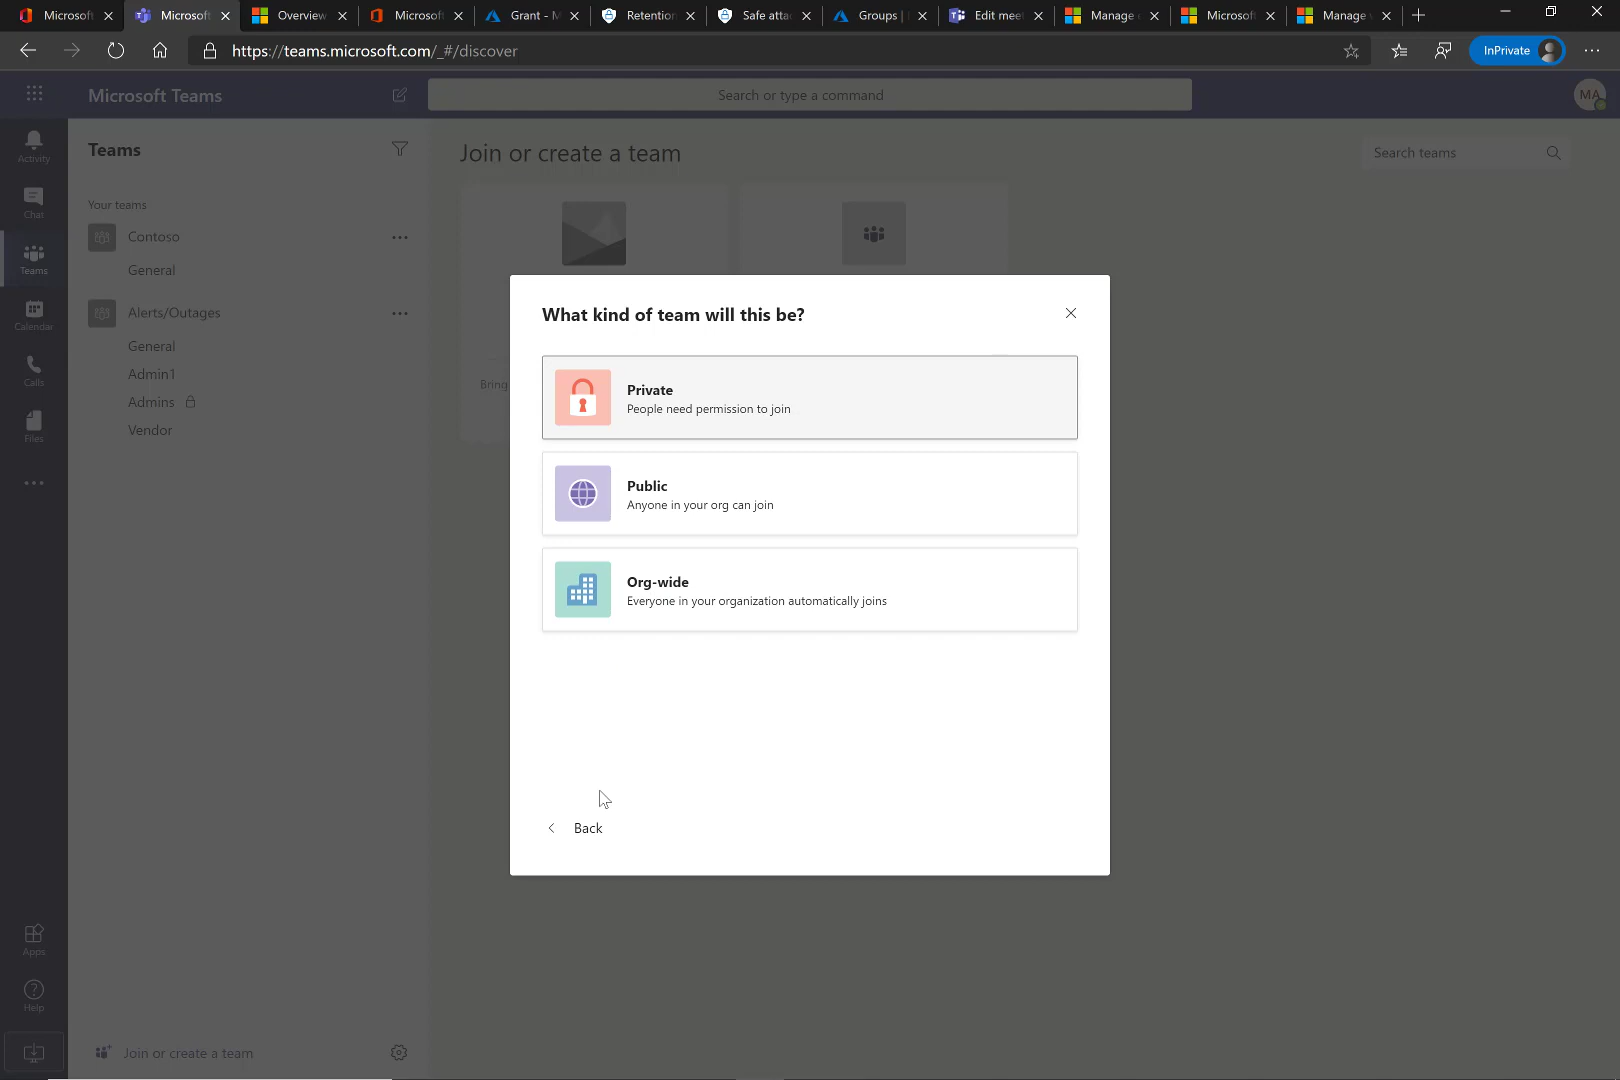 Microsoft
Microsoft
Overview
Microsoft
Grant - M
Retention
Safe atta
Groups |
Edit meet
Manage
Microsoft
Manage
https://teams.microsoft.com/_#/discover
InPrivate
Microsoft Teams
Search or type a command
MA
Activity
Chat
Teams
Calendar
Calls
Files
Apps
Help
Teams
Your teams
Contoso
General
Alerts/Outages
General
Admin1
Admins
Vendor
Join or create a team
Join or create a team
Search teams
Bring
What kind of team will this be?
Private
People need permission to join
Public
Anyone in your org can join
Org-wide
Everyone in your organization automatically joins
Back